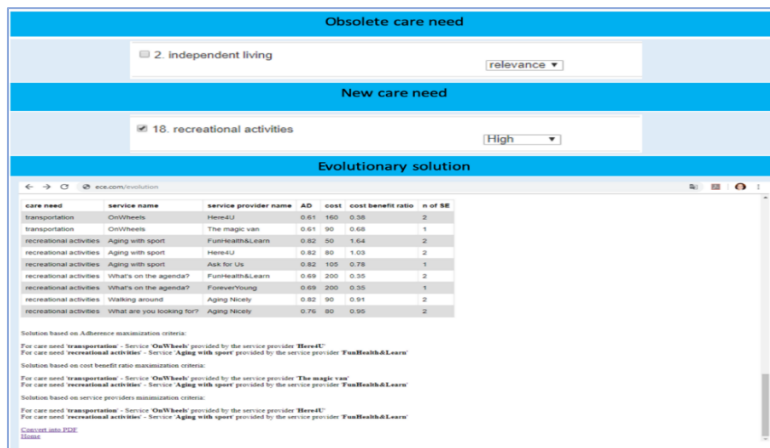 Obsolete care need
2. independent living
relevance ▼
New care need
18. recreational activities
High ▼
Evolutionary solution
ece.com/evolution
care need service name service provider name AD cost cost benefit ratio n of SE
transportation OnWheels Here4U 0.61 160 0.38 2
transportation OnWheels The magic van 0.61 90 0.68 1
recreational activities Aging with sport FunHealth&Learn 0.82 50 1.64 2
recreational activities Aging with sport Here4U 0.82 80 1.03 2
recreational activities Aging with sport Ask for Us 0.82 105 0.78 1
recreational activities What's on the agenda? FunHealth&Learn 0.69 200 0.35 2
recreational activities What's on the agenda? ForeverYoung 0.69 200 0.35 1
recreational activities Walking around Aging Nicely 0.82 90 0.91 2
recreational activities What are you looking for? Aging Nicely 0.76 80 0.95 2
Solution based on Adherence maximization criteria:
For care need 'transportation' - Service 'OnWheels' provided by the service provider 'Here4U'
For care need 'recreational activities' - Service 'Aging with sport' provided by the service provider 'FunHealth&Learn'
Solution based on cost benefit ratio maximization criteria:
For care need 'transportation' - Service 'OnWheels' provided by the service provider 'The magic van'
For care need 'recreational activities' - Service 'Aging with sport' provided by the service provider 'FunHealth&Learn'
Solution based on service providers minimization criteria:
For care need 'transportation' - Service 'OnWheels' provided by the service provider 'Here4U'
For care need 'recreational activities' - Service 'Aging with sport' provided by the service provider 'FunHealth&Learn'
Convert into PDF
Home